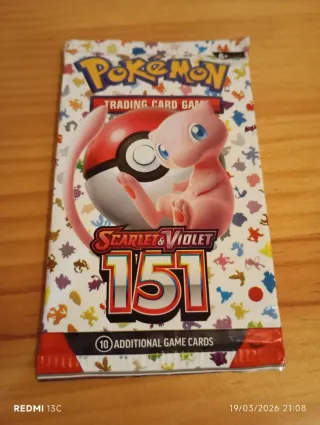 POKéMON
TRADING CARD GAME
SCARLET & VIOLET
151
10 ADDITIONAL GAME CARDS
REDMI 13C
19/03/2026 21:08